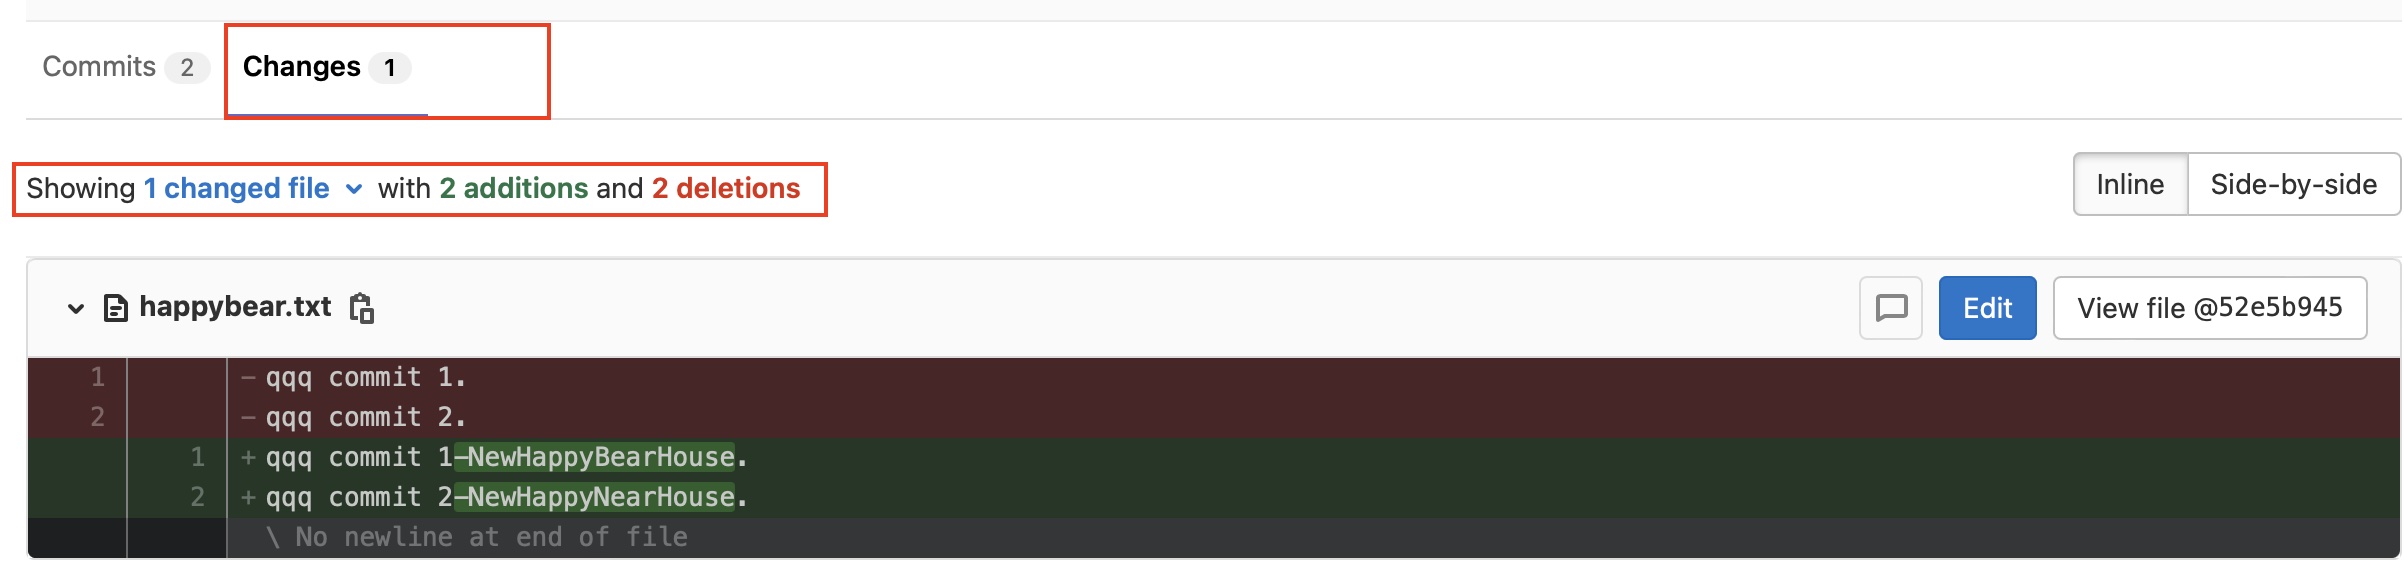 Commits 2 Changes 1
Showing 1 changed file with 2 additions and 2 deletions Inline Side-by-side
happybear.txt Edit View file @52e5b945
1 - qqq commit 1.
2 - qqq commit 2.
1 + qqq commit 1—NewHappyBearHouse.
2 + qqq commit 2—NewHappyNearHouse.
\ No newline at end of file